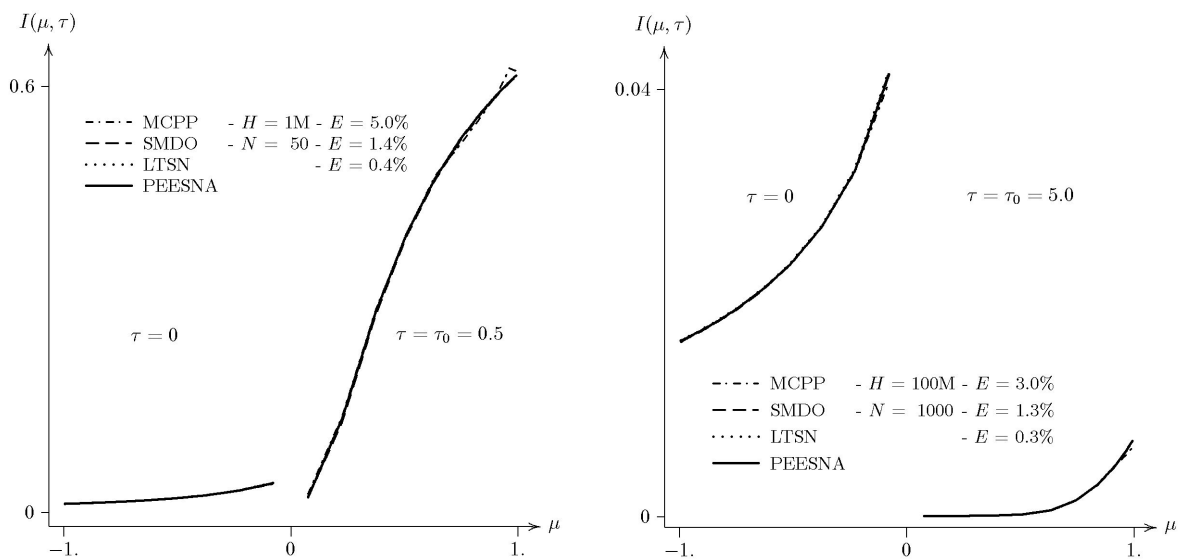 I(μ, τ)
0.6
MCPP - H = 1M - E = 5.0%
SMDO - N = 50 - E = 1.4%
LTSN - E = 0.4%
PEESNA
τ = 0
τ = τ₀ = 0.5
0
−1.
0
1.
μ
I(μ, τ)
0.04
τ = 0
τ = τ₀ = 5.0
MCPP - H = 100M - E = 3.0%
SMDO - N = 1000 - E = 1.3%
LTSN - E = 0.3%
PEESNA
0
−1.
0
1.
μ